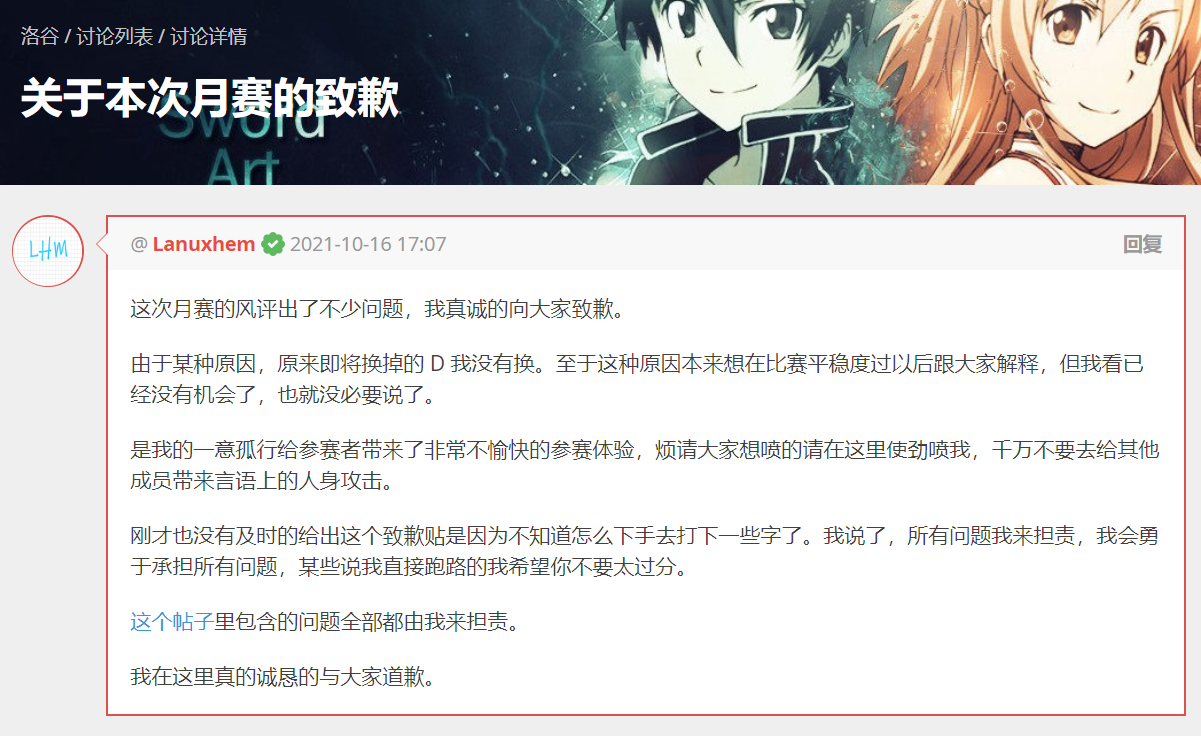 洛谷 / 讨论列表 / 讨论详情
关于本次月赛的致歉
Sword
Art
LHM
@ Lanuxhem 2021-10-16 17:07
回复
这次月赛的风评出了不少问题，我真诚的向大家致歉。
由于某种原因，原来即将换掉的 D 我没有换。至于这种原因本来想在比赛平稳度过以后跟大家解释，但我看已
经没有机会了，也就没必要说了。
是我的一意孤行给参赛者带来了非常不愉快的参赛体验，烦请大家想喷的请在这里使劲喷我，千万不要去给其他
成员带来言语上的人身攻击。
刚才也没有及时的给出这个致歉贴是因为不知道怎么下手去打下一些字了。我说了，所有问题我来担责，我会勇
于承担所有问题，某些说我直接跑路的我希望你不要太过分。
这个帖子里包含的问题全部都由我来担责。
我在这里真的诚恳的与大家道歉。